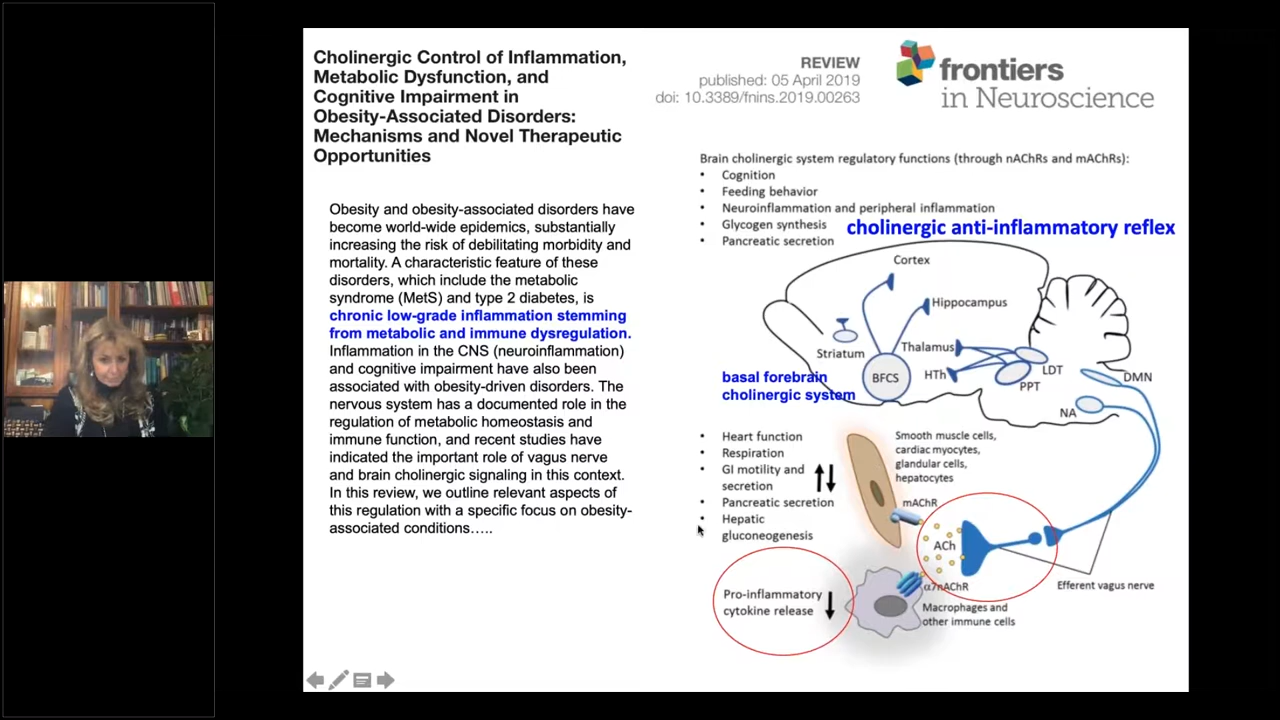 Cholinergic Control of Inflammation,
Metabolic Dysfunction, and
Cognitive Impairment in
Obesity-Associated Disorders:
Mechanisms and Novel Therapeutic
Opportunities
REVIEW
published: 05 April 2019
doi: 10.3389/fnins.2019.00263
frontiers
in Neuroscience
Obesity and obesity-associated disorders have
become world-wide epidemics, substantially
increasing the risk of debilitating morbidity and
mortality. A characteristic feature of these
disorders, which include the metabolic
syndrome (MetS) and type 2 diabetes, is
chronic low-grade inflammation stemming
from metabolic and immune dysregulation.
Inflammation in the CNS (neuroinflammation)
and cognitive impairment have also been
associated with obesity-driven disorders. The
nervous system has a documented role in the
regulation of metabolic homeostasis and
immune function, and recent studies have
indicated the important role of vagus nerve
and brain cholinergic signaling in this context.
In this review, we outline relevant aspects of
this regulation with a specific focus on obesity-
associated conditions.....
Brain cholinergic system regulatory functions (through nAChRs and mAChRs):
• Cognition
• Feeding behavior
• Neuroinflammation and peripheral inflammation
• Glycogen synthesis
• Pancreatic secretion
cholinergic anti-inflammatory reflex
Cortex
Hippocampus
Striatum
Thalamus
HTh
BFCS
LDT
PPT
DMN
NA
basal forebrain
cholinergic system
• Heart function
• Respiration
• GI motility and
secretion
• Pancreatic secretion
• Hepatic
gluconeogenesis
Smooth muscle cells,
cardiac myocytes,
glandular cells,
hepatocytes
mAChR
ACh
α7nAChR
Efferent vagus nerve
Pro-inflammatory
cytokine release
Macrophages and
other immune cells